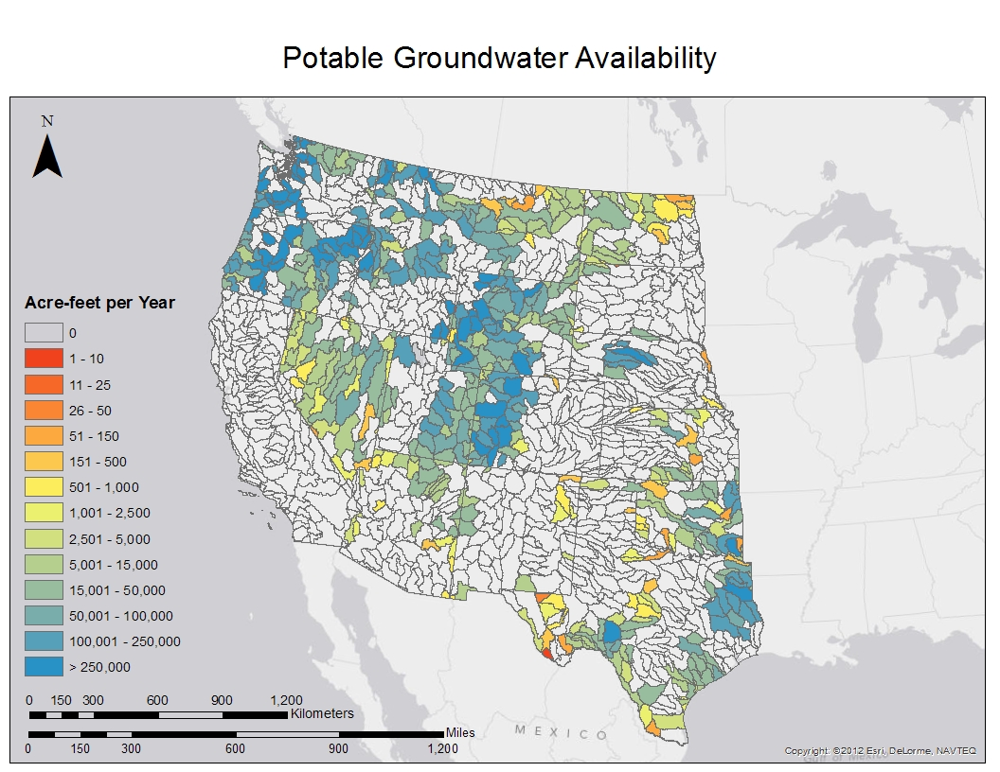 Potable Groundwater Availability
N
Acre-feet per Year
0
1 - 10
11 - 25
26 - 50
51 - 150
151 - 500
501 - 1,000
1,001 - 2,500
2,501 - 5,000
5,001 - 15,000
15,001 - 50,000
50,001 - 100,000
100,001 - 250,000
> 250,000
0 150 300 600 900 1,200
Kilometers
Miles
0 150 300 600 900 1,200
MEXICO
Copyright: ©2012 Esri, DeLorme, NAVTEQ
Gulf of Mexico